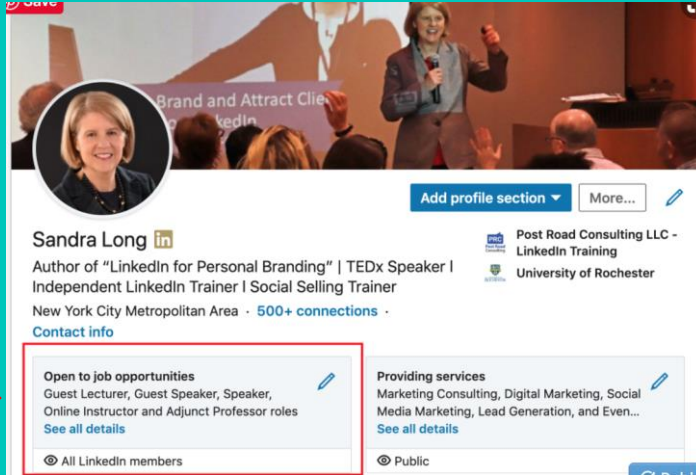 Save
Brand and Attract Clie
LinkedIn
Add profile section
More...
Sandra Long in
Author of “LinkedIn for Personal Branding” | TEDx Speaker I
Independent LinkedIn Trainer I Social Selling Trainer
New York City Metropolitan Area · 500+ connections ·
Contact info
PRC
Post Road Consulting LLC -
LinkedIn Training
University of Rochester
Open to job opportunities
Guest Lecturer, Guest Speaker, Speaker,
Online Instructor and Adjunct Professor roles
See all details
All LinkedIn members
Providing services
Marketing Consulting, Digital Marketing, Social
Media Marketing, Lead Generation, and Even...
See all details
Public